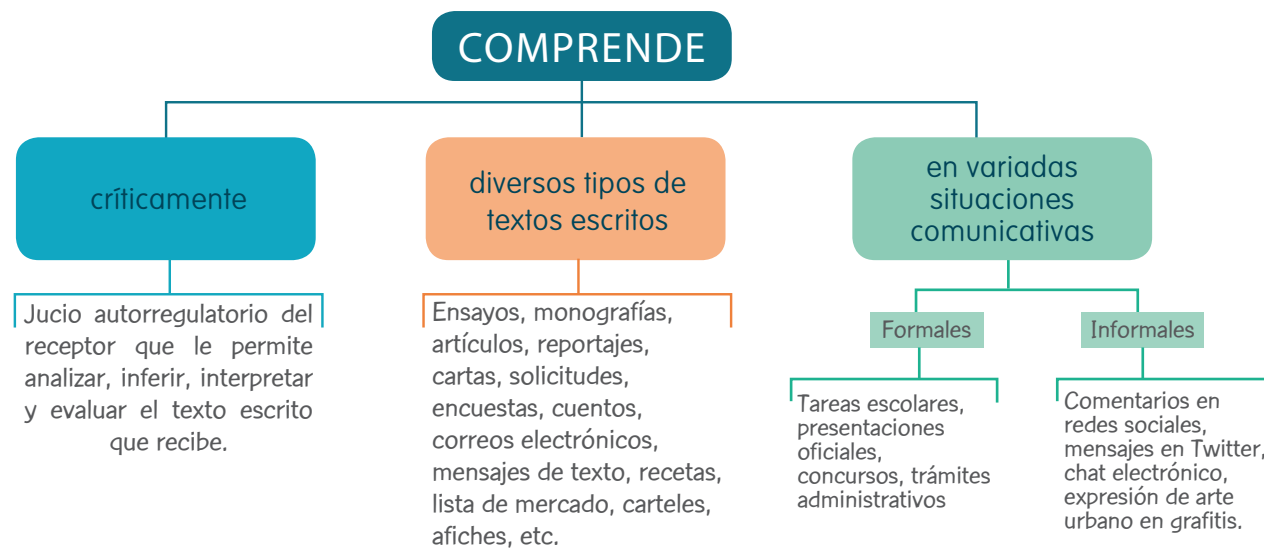 COMPRENDE
críticamente
Jucio autorregulatorio del
receptor que le permite
analizar, inferir, interpretar
y evaluar el texto escrito
que recibe.
diversos tipos de
textos escritos
Ensayos, monografías,
artículos, reportajes,
cartas, solicitudes,
encuestas, cuentos,
correos electrónicos,
mensajes de texto, recetas,
lista de mercado, carteles,
afiches, etc.
en variadas
situaciones
comunicativas
Formales
Tareas escolares,
presentaciones
oficiales,
concursos, trámites
administrativos
Informales
Comentarios en
redes sociales,
mensajes en Twitter,
chat electrónico,
expresión de arte
urbano en grafitis.